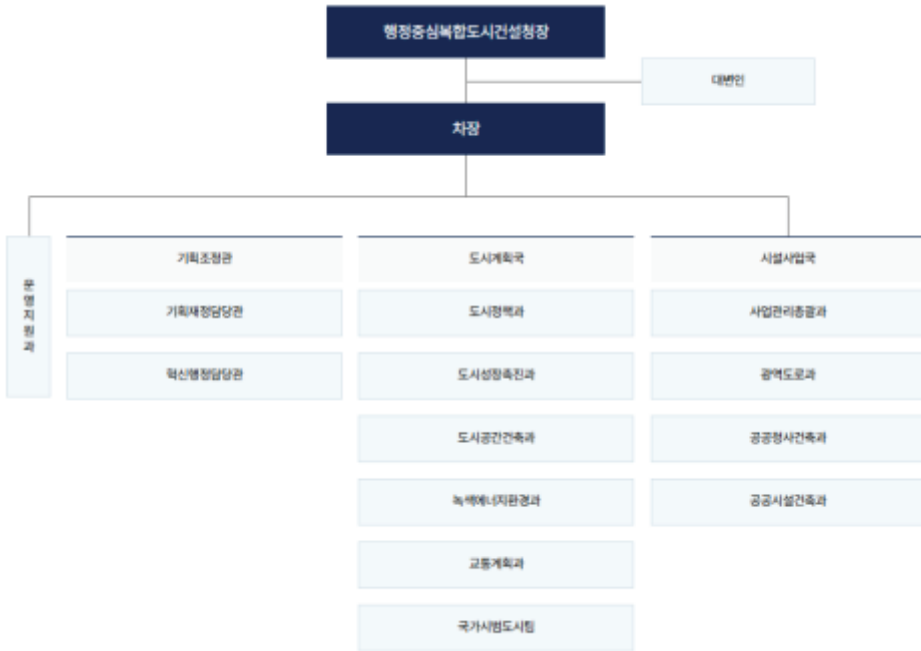 행정중심복합도시건설청장
대변인
차장
운영지원과
기획조정관
기획재정담당관
혁신행정담당관
도시계획국
도시정책과
도시성장촉진과
도시공간건축과
녹색에너지환경과
교통계획과
국가시범도시팀
시설사업국
사업관리총괄과
광역도로과
공공청사건축과
공공시설건축과